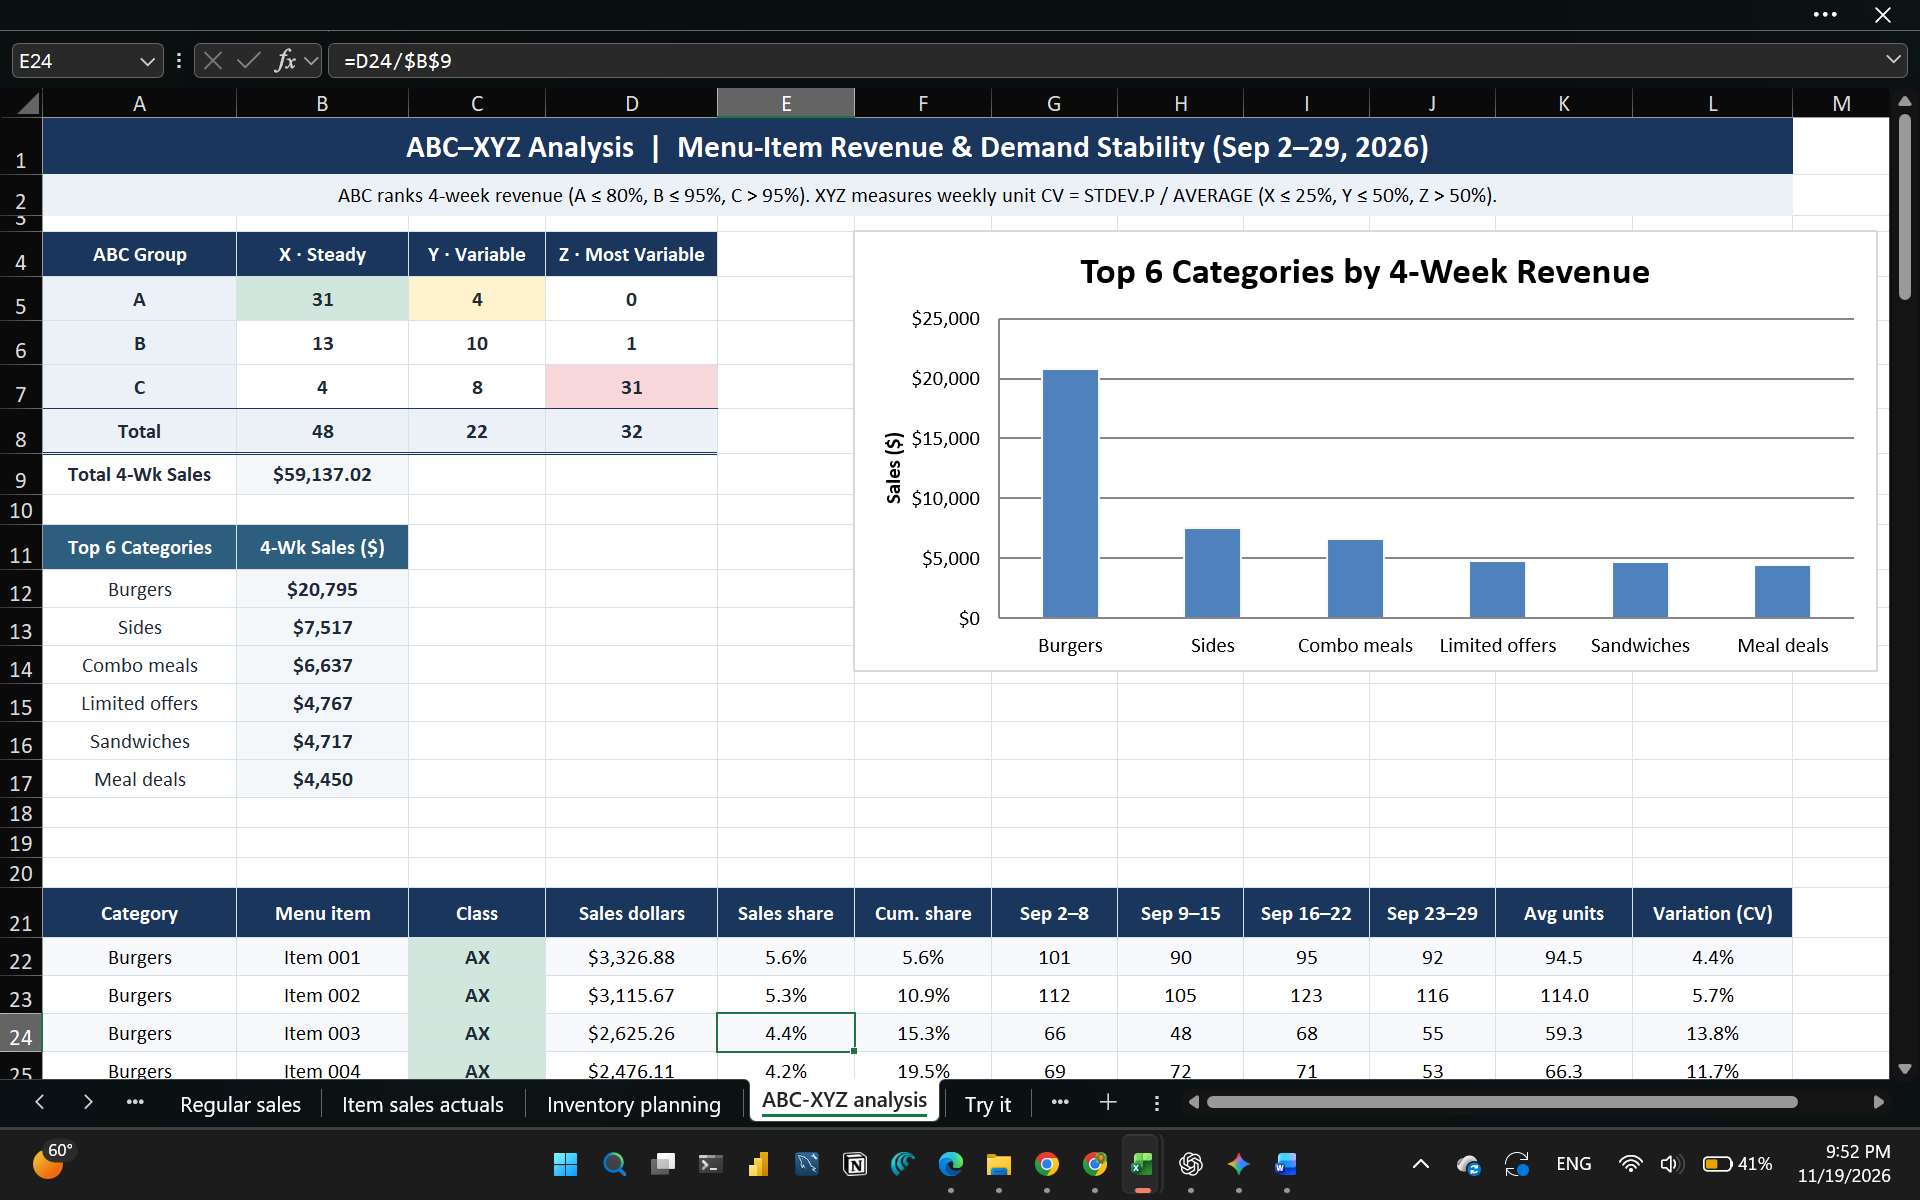 E24
fx
=D24/$B$9
A B C D E F G H I J K L M
1 ABC–XYZ Analysis | Menu-Item Revenue & Demand Stability (Sep 2–29, 2026)
2 ABC ranks 4-week revenue (A ≤ 80%, B ≤ 95%, C > 95%). XYZ measures weekly unit CV = STDEV.P / AVERAGE (X ≤ 25%, Y ≤ 50%, Z > 50%).
3
4 ABC Group X · Steady Y · Variable Z · Most Variable
5 A 31 4 0
6 B 13 10 1
7 C 4 8 31
8 Total 48 22 32
9 Total 4-Wk Sales $59,137.02
10
11 Top 6 Categories 4-Wk Sales ($)
12 Burgers $20,795
13 Sides $7,517
14 Combo meals $6,637
15 Limited offers $4,767
16 Sandwiches $4,717
17 Meal deals $4,450
18
19
20
Top 6 Categories by 4-Week Revenue
Sales ($)
$25,000
$20,000
$15,000
$10,000
$5,000
$0
Burgers Sides Combo meals Limited offers Sandwiches Meal deals
21 Category Menu item Class Sales dollars Sales share Cum. share Sep 2–8 Sep 9–15 Sep 16–22 Sep 23–29 Avg units Variation (CV)
22 Burgers Item 001 AX $3,326.88 5.6% 5.6% 101 90 95 92 94.5 4.4%
23 Burgers Item 002 AX $3,115.67 5.3% 10.9% 112 105 123 116 114.0 5.7%
24 Burgers Item 003 AX $2,625.26 4.4% 15.3% 66 48 68 55 59.3 13.8%
25 Burgers Item 004 AX $2,476.11 4.2% 19.5% 69 72 71 53 66.3 11.7%
Regular sales Item sales actuals Inventory planning ABC-XYZ analysis Try it
60°
ENG
41%
9:52 PM
11/19/2026